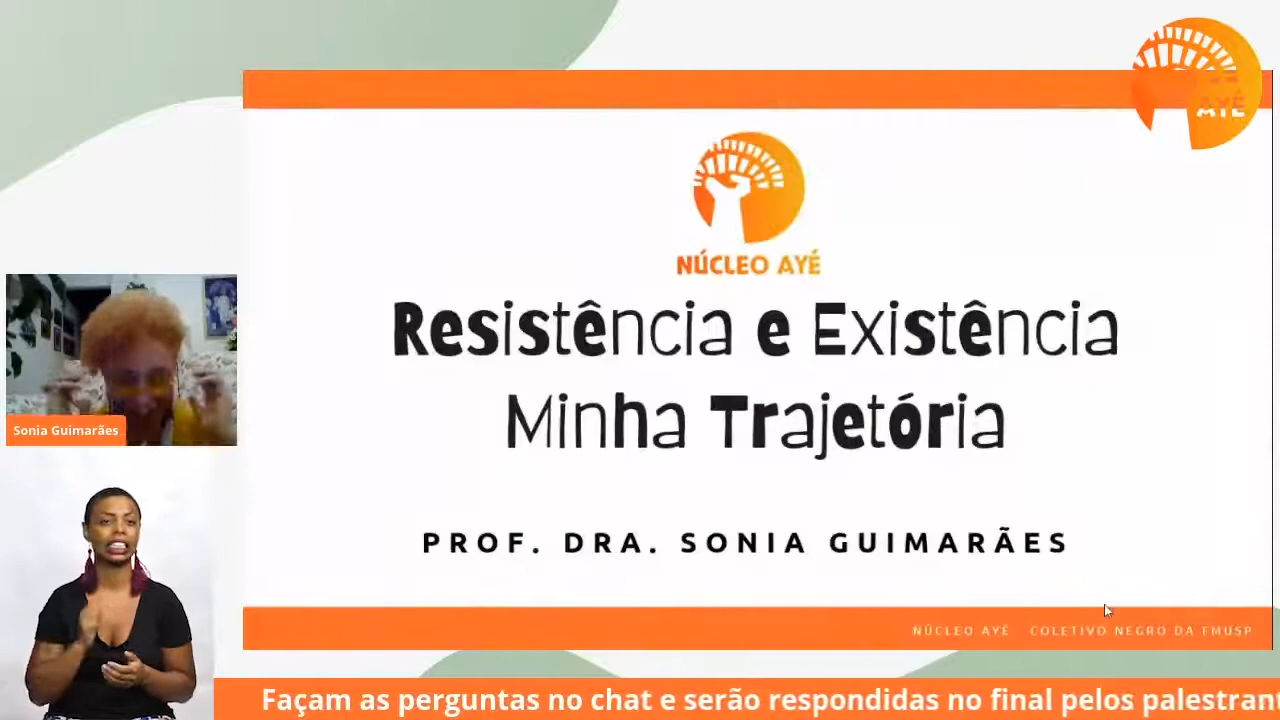 AYÉ
NÚCLEO AYÉ
Resistência e Existência
Minha Trajetória
Sonia Guimarães
PROF. DRA. SONIA GUIMARÃES
NÚCLEO AYÉ COLETIVO NEGRO DA FMUSP
Façam as perguntas no chat e serão respondidas no final pelos palestran